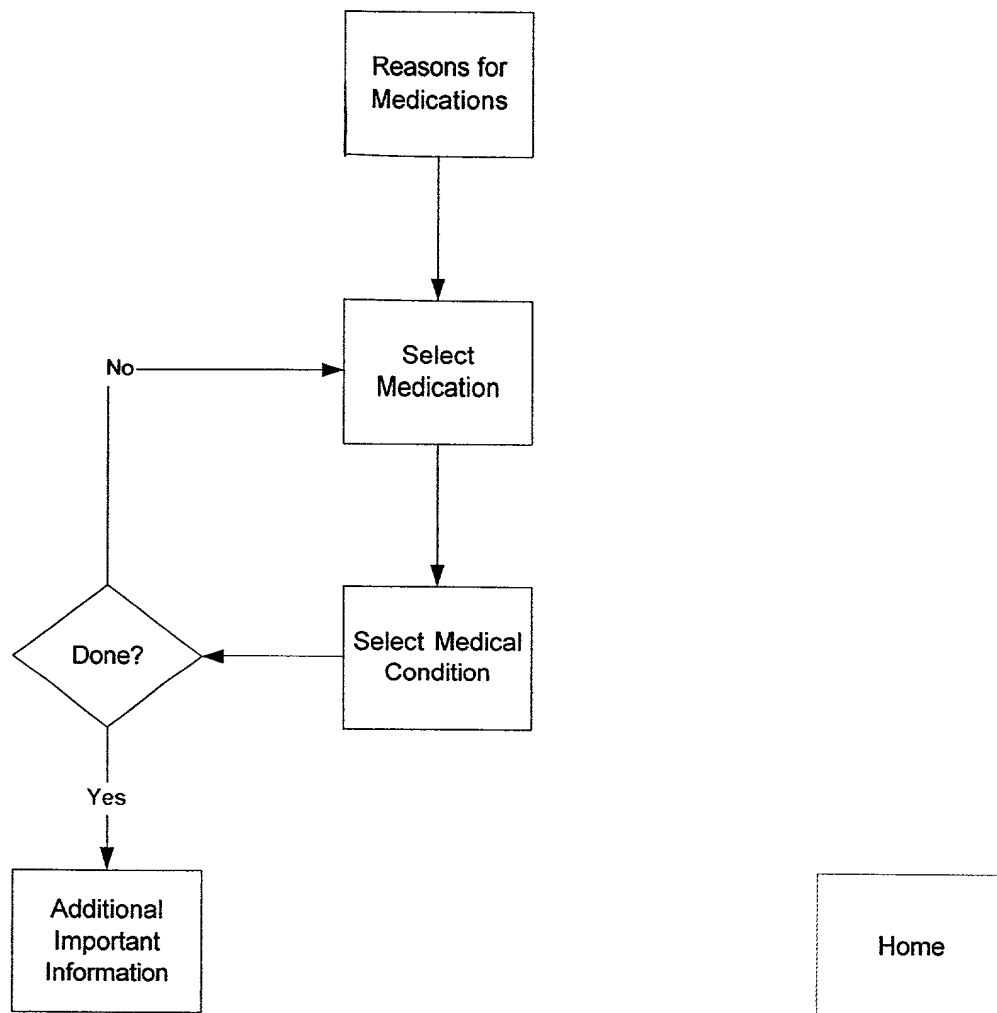 Reasons for
Medications
No
Select
Medication
Done?
Select Medical
Condition
Yes
Additional
Important
Information
Home